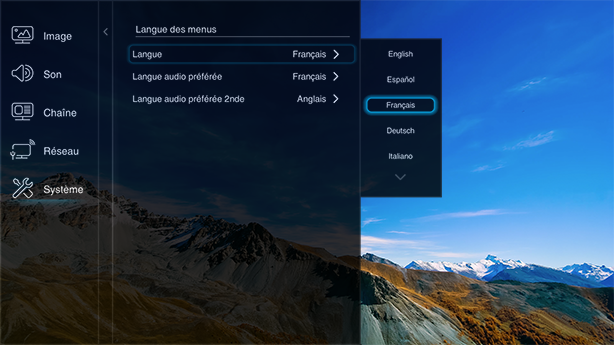 Image
Son
Chaîne
Réseau
Système
Langue des menus
Langue Français
Langue audio préférée Français
Langue audio préférée 2nde Anglais
English
Español
Français
Deutsch
Italiano